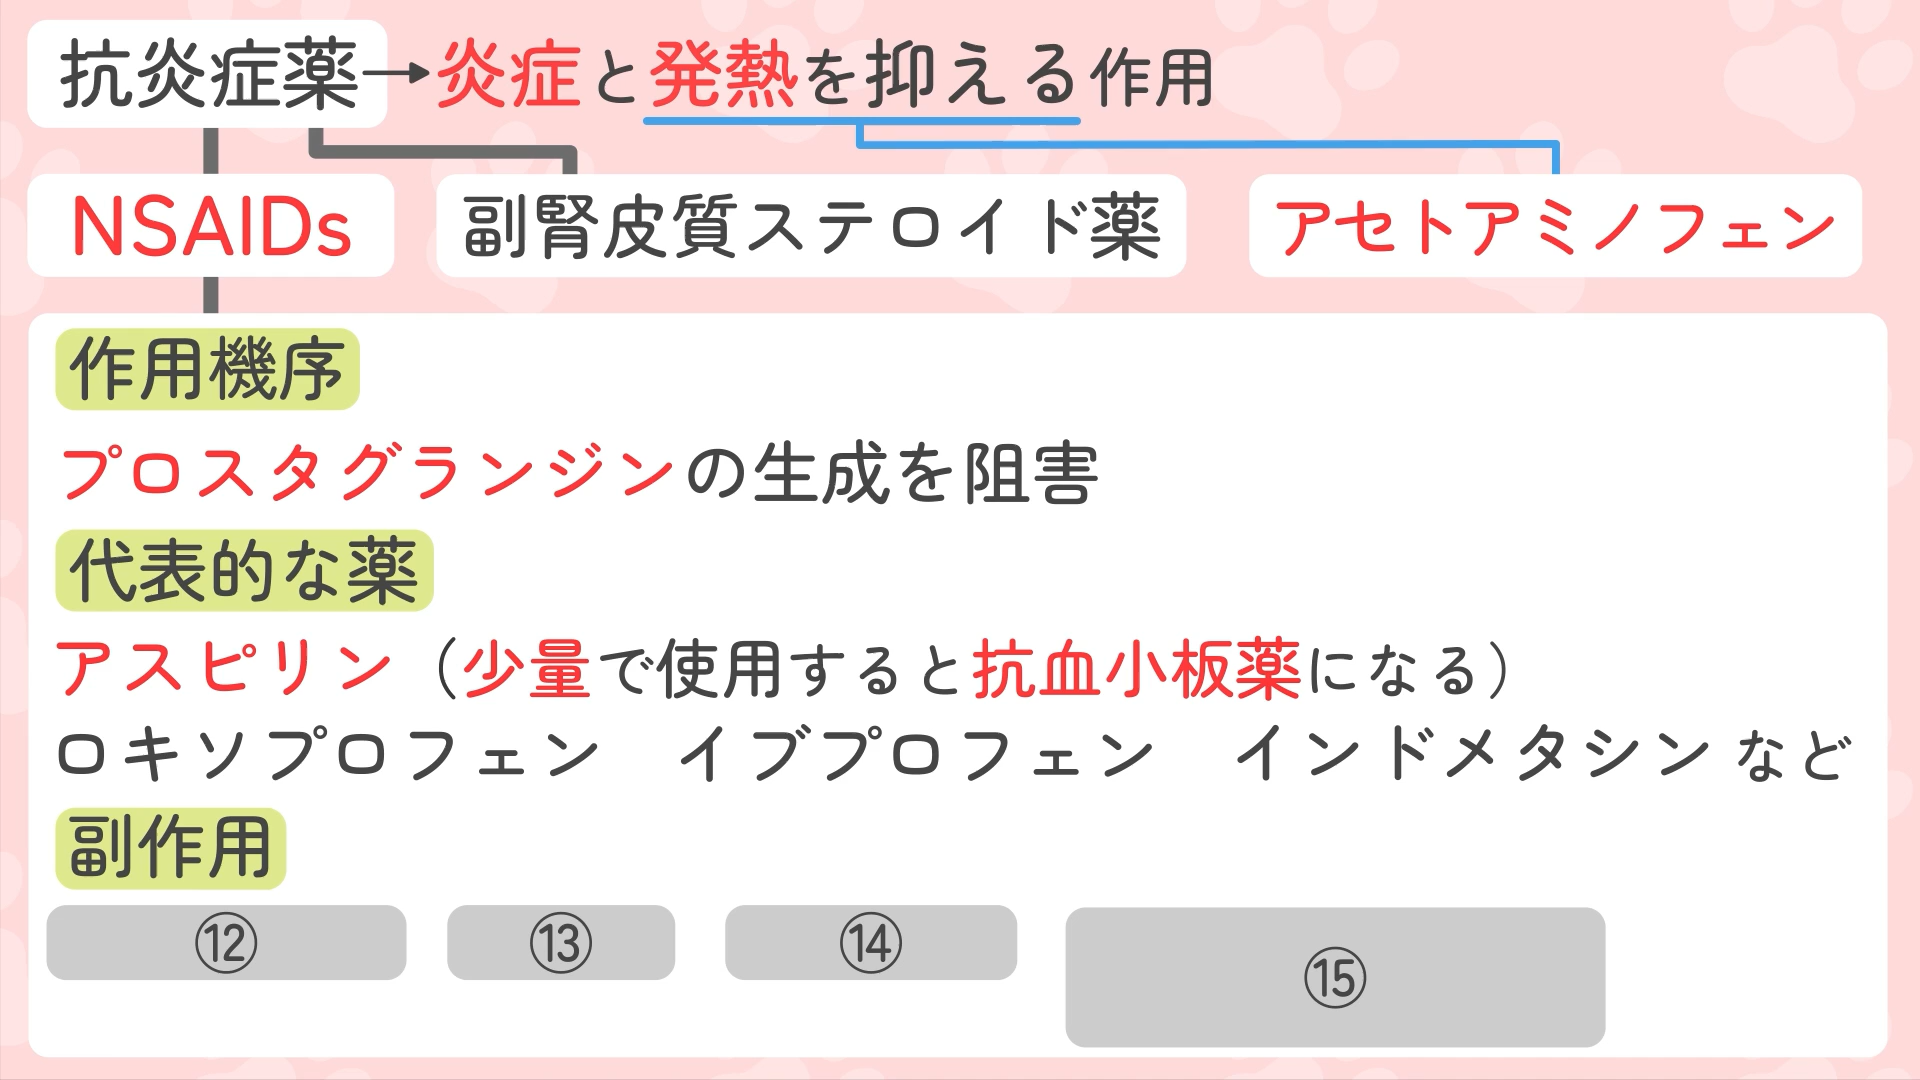 抗炎症薬→炎症と発熱を抑える作用
NSAIDs 副腎皮質ステロイド薬 アセトアミノフェン
作用機序
プロスタグランジンの生成を阻害
代表的な薬
アスピリン（少量で使用すると抗血小板薬になる）
ロキソプロフェン　イブプロフェン　インドメタシン など
副作用
⑫ ⑬ ⑭ ⑮